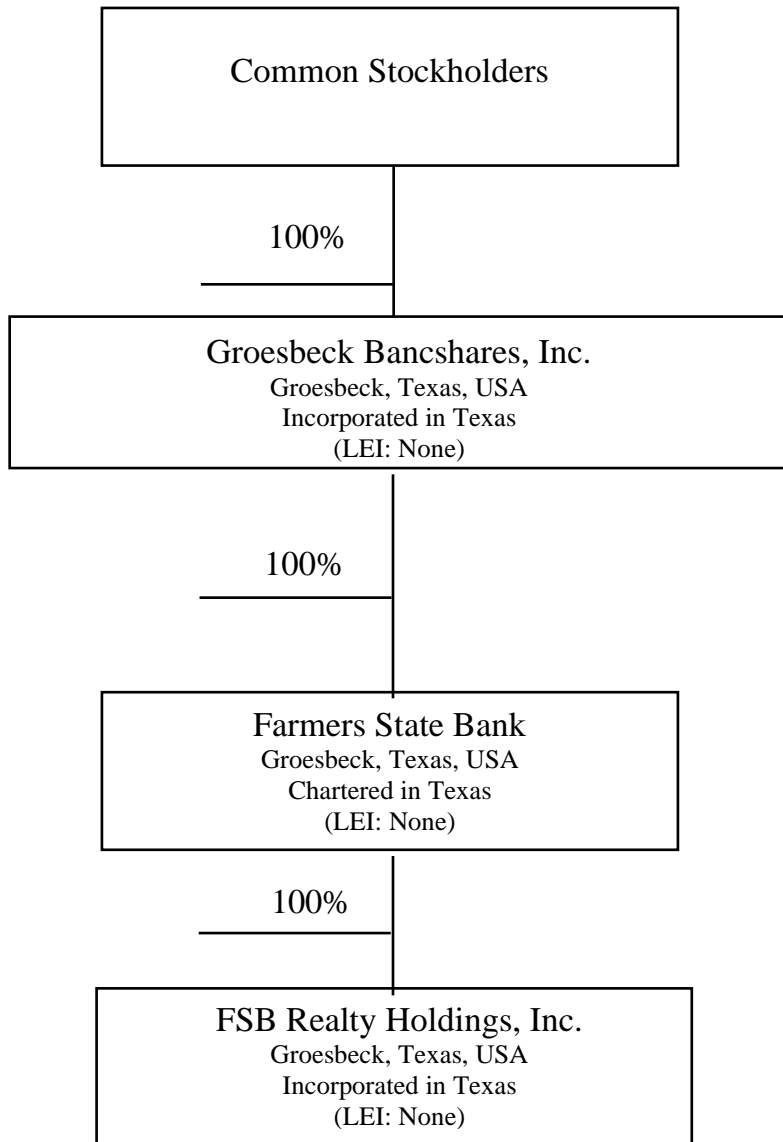 Common Stockholders
100%
Groesbeck Bancshares, Inc.
Groesbeck, Texas, USA
Incorporated in Texas
(LEI: None)
100%
Farmers State Bank
Groesbeck, Texas, USA
Chartered in Texas
(LEI: None)
100%
FSB Realty Holdings, Inc.
Groesbeck, Texas, USA
Incorporated in Texas
(LEI: None)